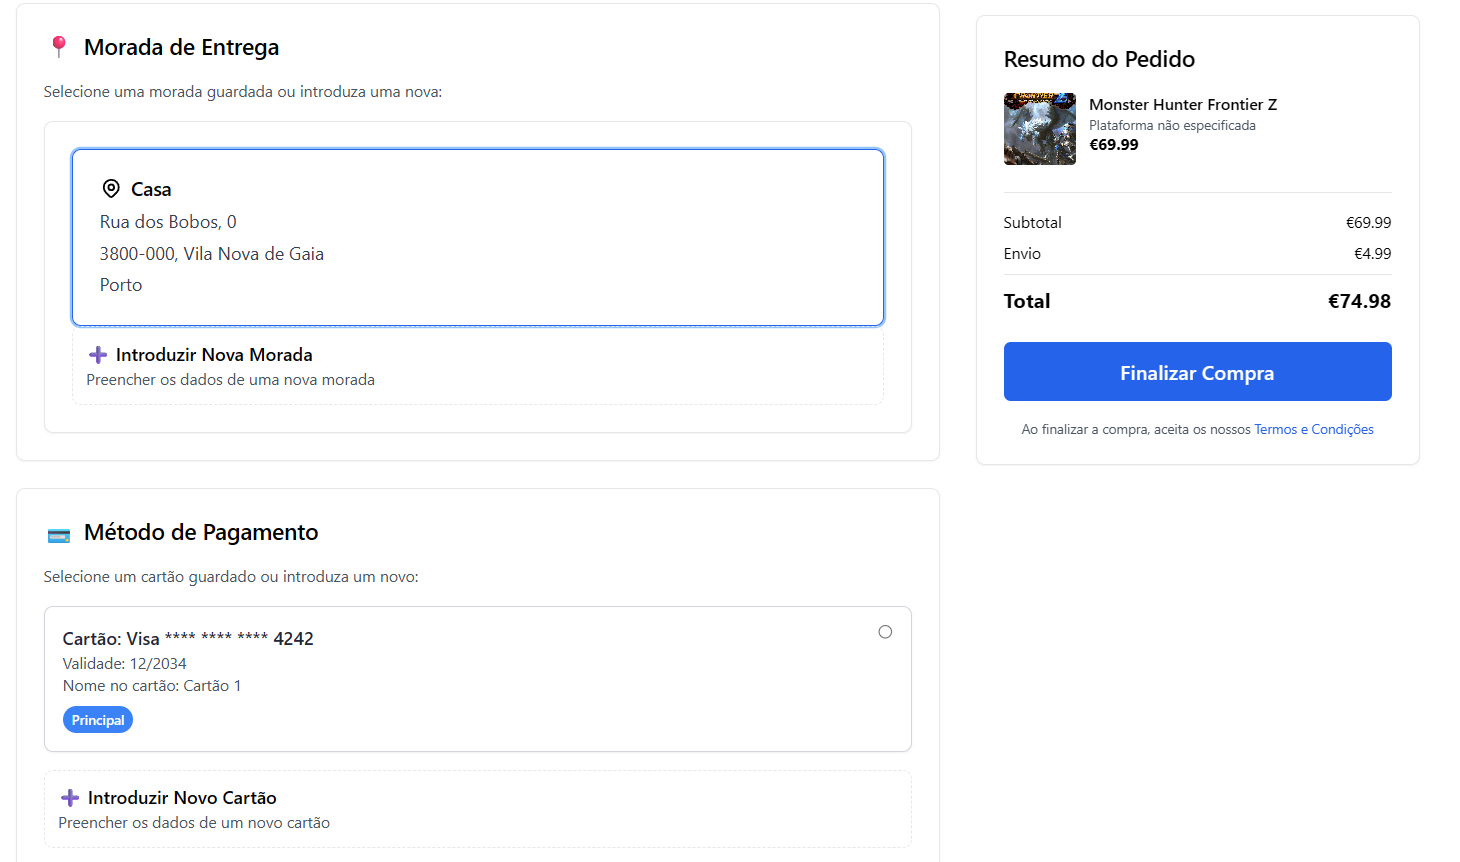 Morada de Entrega
Selecione uma morada guardada ou introduza uma nova:
Casa
Rua dos Bobos, 0
3800-000, Vila Nova de Gaia
Porto
Introduzir Nova Morada
Preencher os dados de uma nova morada
Método de Pagamento
Selecione um cartão guardado ou introduza um novo:
Cartão: Visa **** **** **** 4242
Validade: 12/2034
Nome no cartão: Cartão 1
Principal
Introduzir Novo Cartão
Preencher os dados de um novo cartão
Resumo do Pedido
Monster Hunter Frontier Z
Plataforma não especificada
€69.99
Subtotal €69.99
Envio €4.99
Total €74.98
Finalizar Compra
Ao finalizar a compra, aceita os nossos Termos e Condições